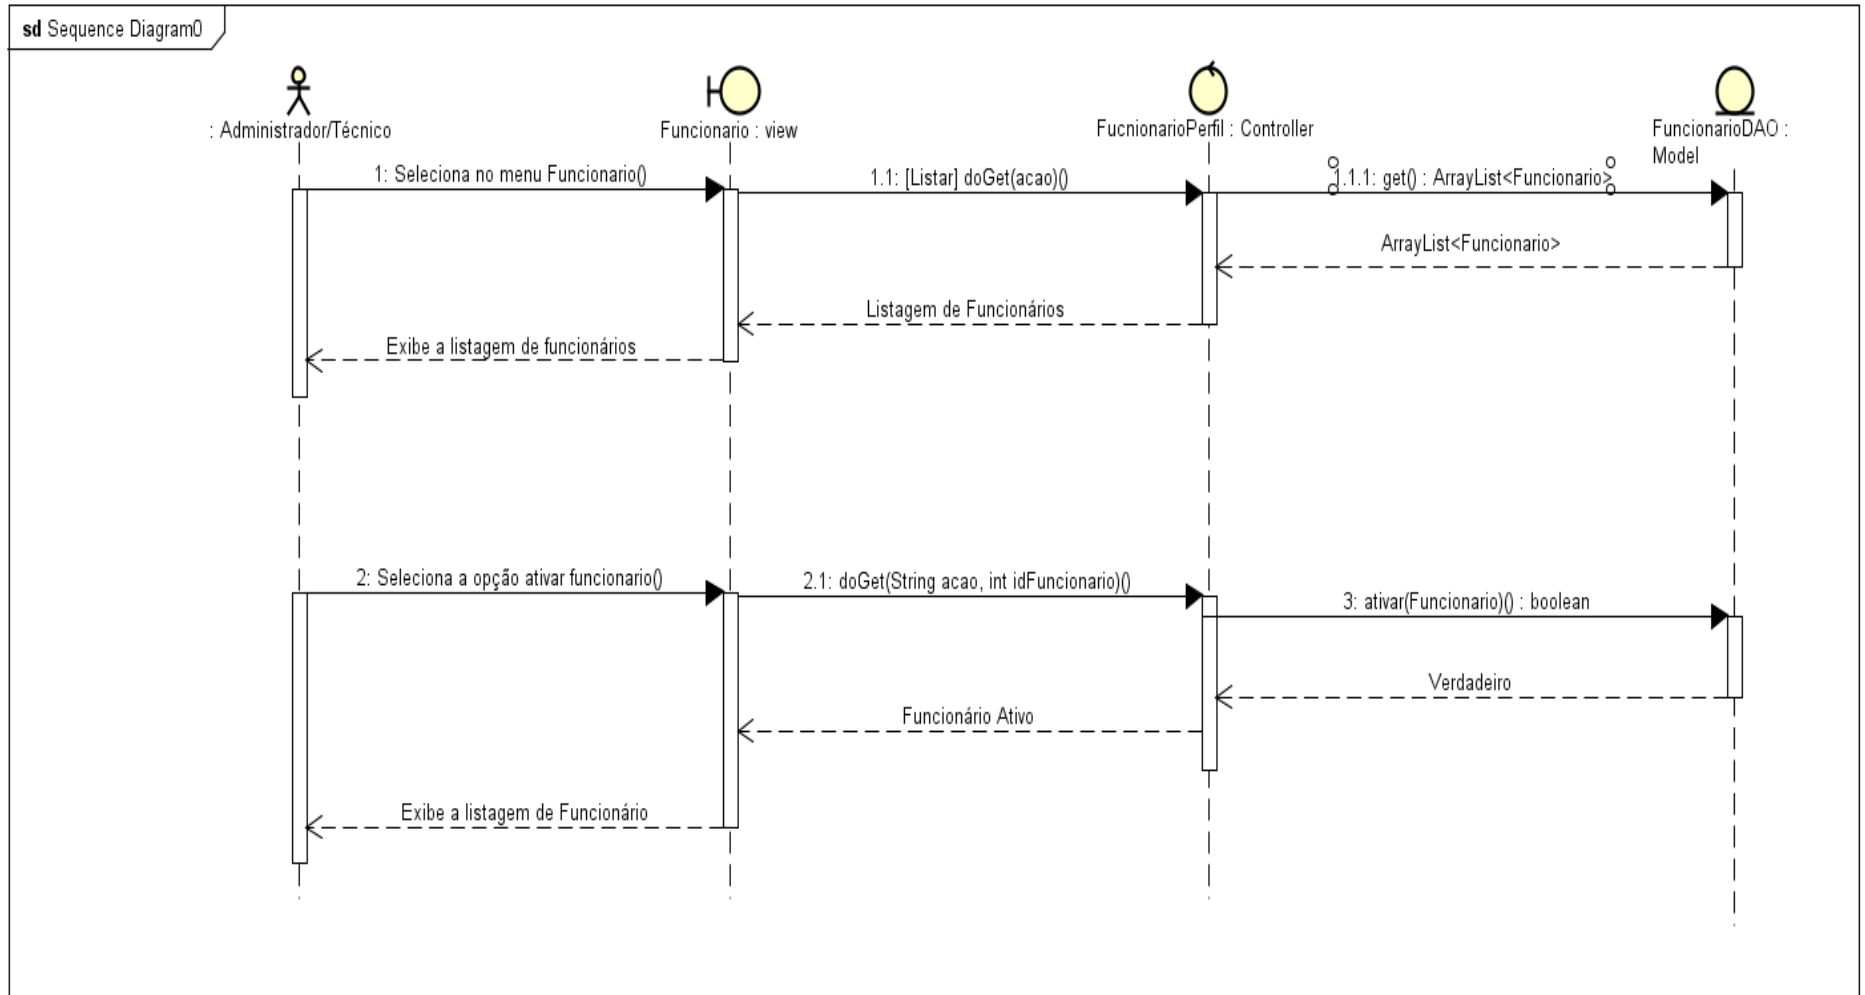 sd Sequence Diagram0
: Administrador/Técnico
Funcionario : view
FucnionarioPerfil : Controller
FuncionarioDAO :
Model
1: Seleciona no menu Funcionario()
1.1: [Listar] doGet(acao)()
1.1.1: get() : ArrayList<Funcionario>
ArrayList<Funcionario>
Listagem de Funcionários
Exibe a listagem de funcionários
2: Seleciona a opção ativar funcionario()
2.1: doGet(String acao, int idFuncionario)()
3: ativar(Funcionario)() : boolean
Verdadeiro
Funcionário Ativo
Exibe a listagem de Funcionário